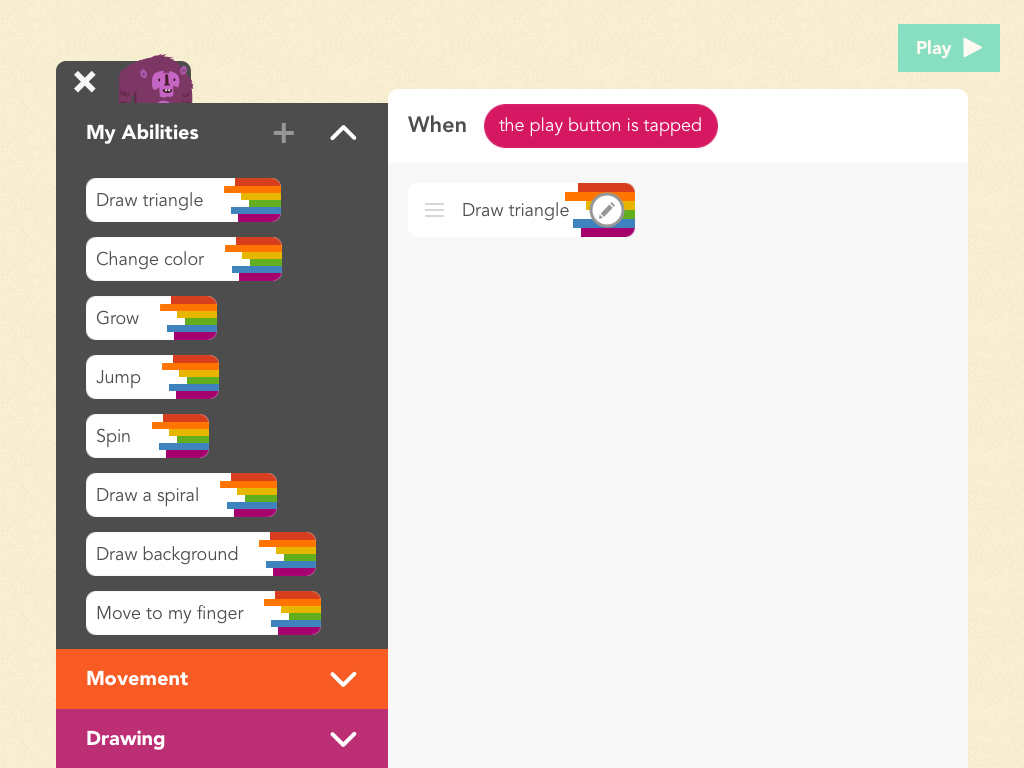 Play
My Abilities
When the play button is tapped
Draw triangle
Draw triangle
Change color
Grow
Jump
Spin
Draw a spiral
Draw background
Move to my finger
Movement
Drawing